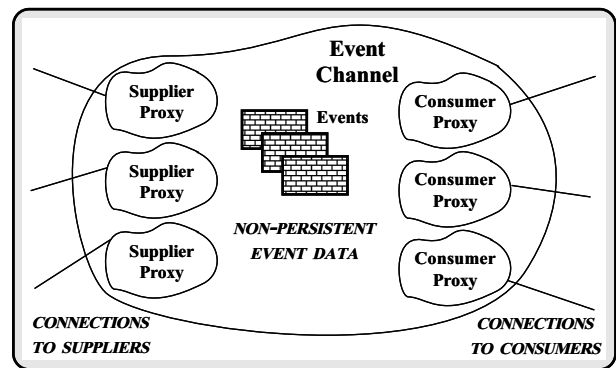 Event
Channel
Supplier
Proxy
Supplier
Proxy
Supplier
Proxy
Events
NON-PERSISTENT
EVENT DATA
Consumer
Proxy
Consumer
Proxy
Consumer
Proxy
CONNECTIONS
TO SUPPLIERS
CONNECTIONS
TO CONSUMERS